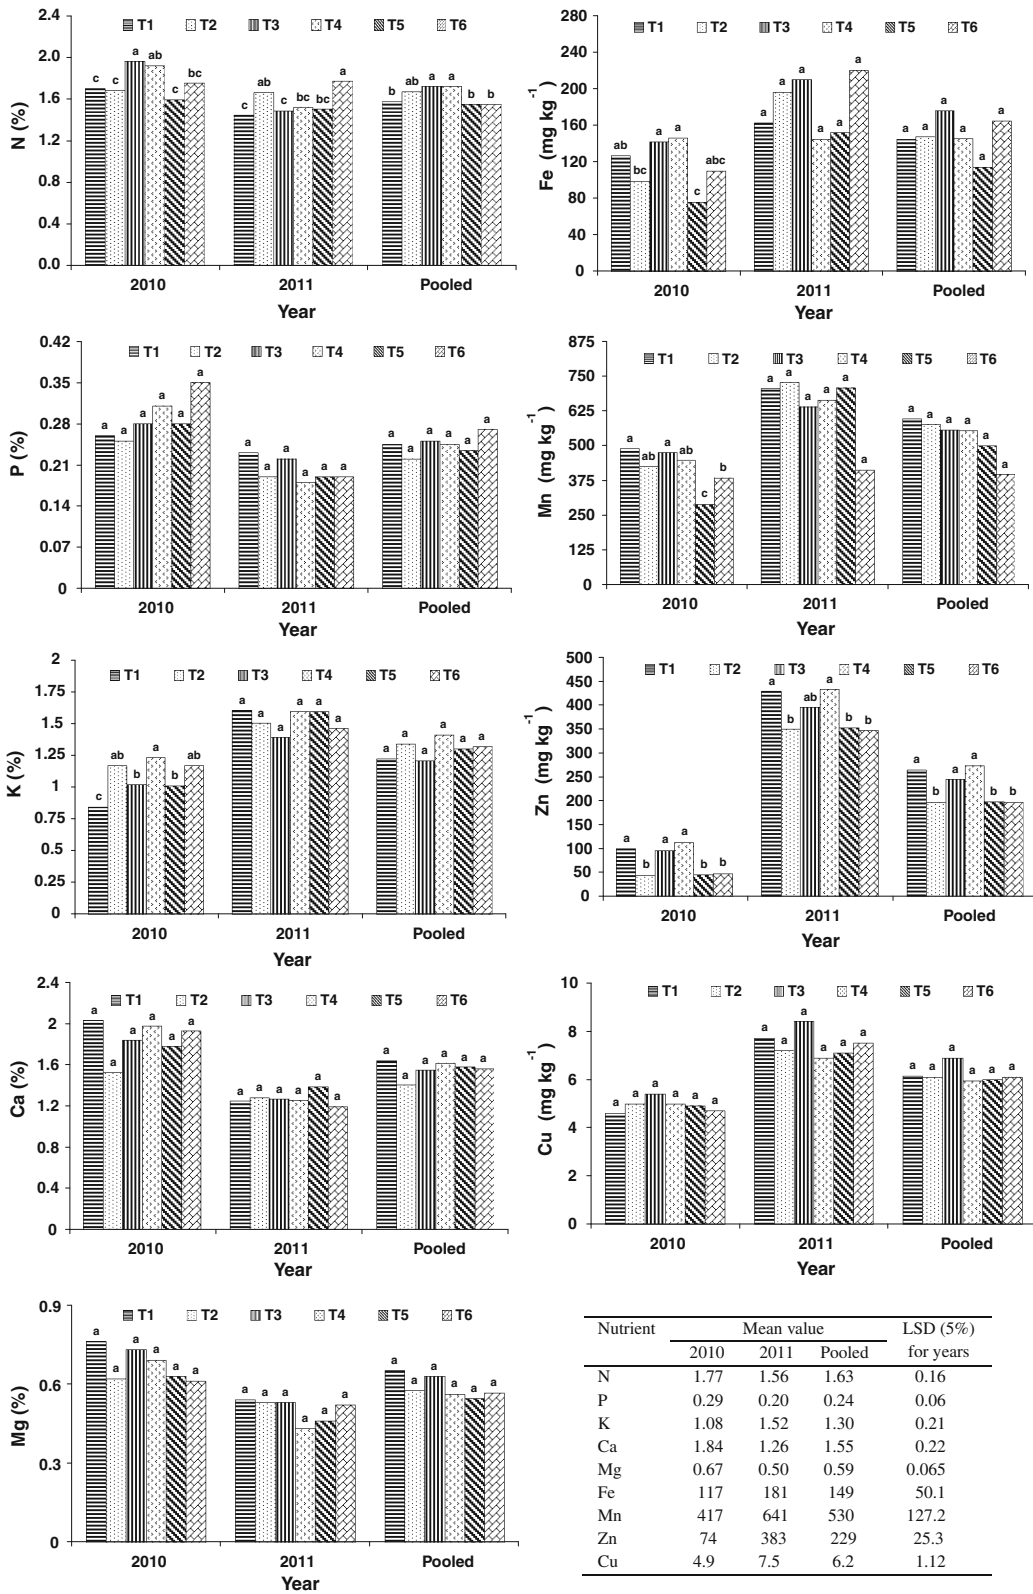 2.4
2.0
1.6
1.2
0.8
0.4
0.0
N (%)
T1 T2 T3 T4 T5 T6
c c a ab c bc
c ab c bc bc a
b ab a a b b
2010 2011 Pooled
Year
280
240
200
160
120
80
40
0
Fe (mg kg-1)
T1 T2 T3 T4 T5 T6
ab bc a a c abc
a a a a a a
a a a a a a
2010 2011 Pooled
Year
0.42
0.35
0.28
0.21
0.14
0.07
0
P (%)
T1 T2 T3 T4 T5 T6
a a a a a a
a a a a a a
a a a a a a
2010 2011 Pooled
Year
875
750
625
500
375
250
125
0
Mn (mg kg-1)
T1 T2 T3 T4 T5 T6
a ab a ab c b
a a a a a a
a a a a a a
2010 2011 Pooled
Year
2
1.75
1.5
1.25
1
0.75
0.5
0.25
0
K (%)
T1 T2 T3 T4 T5 T6
c ab b a b ab
a a a a a a
a a a a a a
2010 2011 Pooled
Year
500
450
400
350
300
250
200
150
100
50
0
Zn (mg kg-1)
T1 T2 T3 T4 T5 T6
a b a a b b
a b ab a b b
a b a a b b
2010 2011 Pooled
Year
2.4
2
1.6
1.2
0.8
0.4
0
Ca (%)
T1 T2 T3 T4 T5 T6
a a a a a a
a a a a a a
a a a a a a
2010 2011 Pooled
Year
10
8
6
4
2
0
Cu (mg kg-1)
T1 T2 T3 T4 T5 T6
a a a a a a
a a a a a a
a a a a a a
2010 2011 Pooled
Year
0.9
0.6
0.3
0
Mg (%)
T1 T2 T3 T4 T5 T6
a a a a a a
a a a a a a
a a a a a a
2010 2011 Pooled
Year
Nutrient Mean value LSD (5%)
2010 2011 Pooled for years
N 1.77 1.56 1.63 0.16
P 0.29 0.20 0.24 0.06
K 1.08 1.52 1.30 0.21
Ca 1.84 1.26 1.55 0.22
Mg 0.67 0.50 0.59 0.065
Fe 117 181 149 50.1
Mn 417 641 530 127.2
Zn 74 383 229 25.3
Cu 4.9 7.5 6.2 1.12